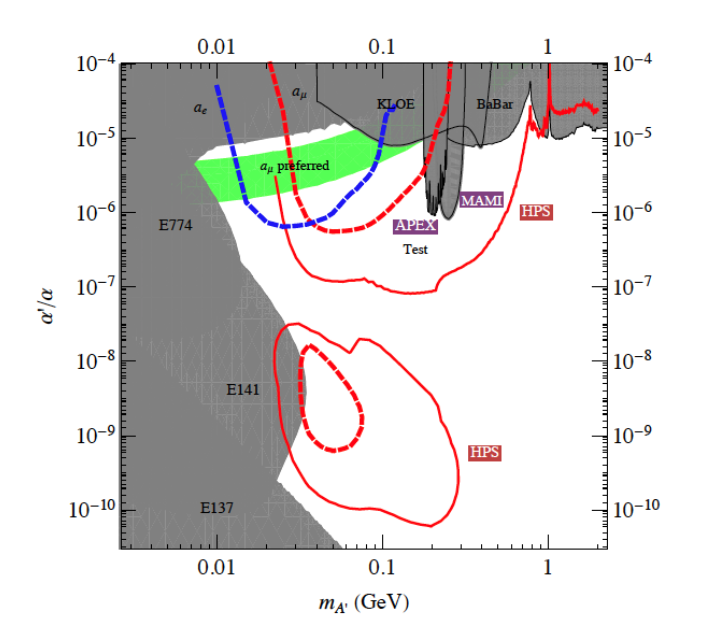 0.01 0.1 1
10⁻⁴ 10⁻⁴
a_e a_μ KLOE BaBar
10⁻⁵ 10⁻⁵
a_μ preferred
10⁻⁶ MAMI 10⁻⁶
E774 APEX HPS
Test
10⁻⁷ 10⁻⁷
α'/α
10⁻⁸ 10⁻⁸
E141
10⁻⁹ 10⁻⁹
HPS
10⁻¹⁰ E137 10⁻¹⁰
0.01 0.1 1
m_A' (GeV)